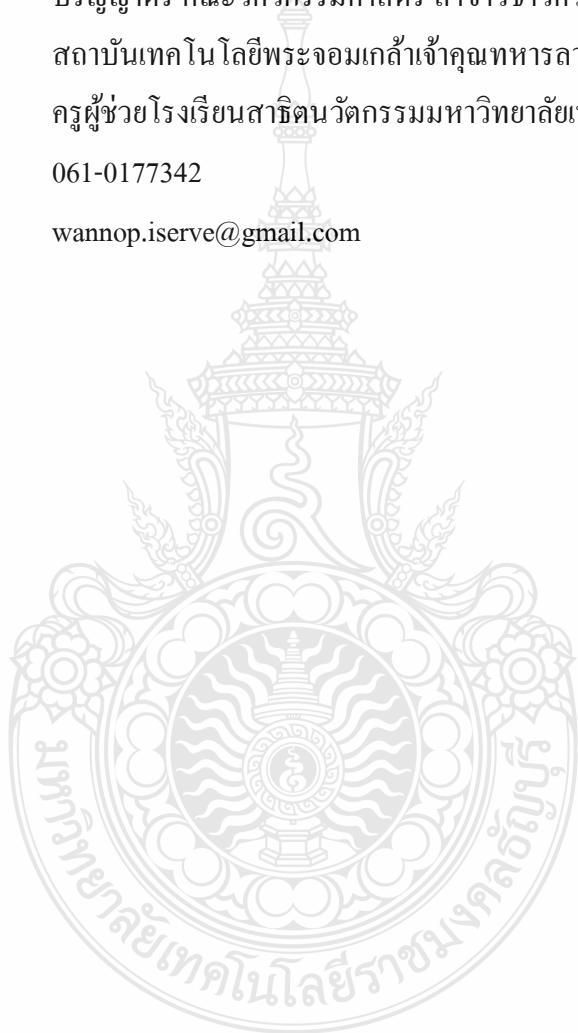 สถาบันเทคโนโลยีพระจอมเกล้าเจ้าคุณทหารลา
ครูผู้ช่วยโรงเรียนสาธิตนวัตกรรมมหาวิทยาลัยเ
061-0177342
wannop.iserve@gmail.com
มหาวิทยาลัยเทคโนโลยีราชมงคลธัญบุรี